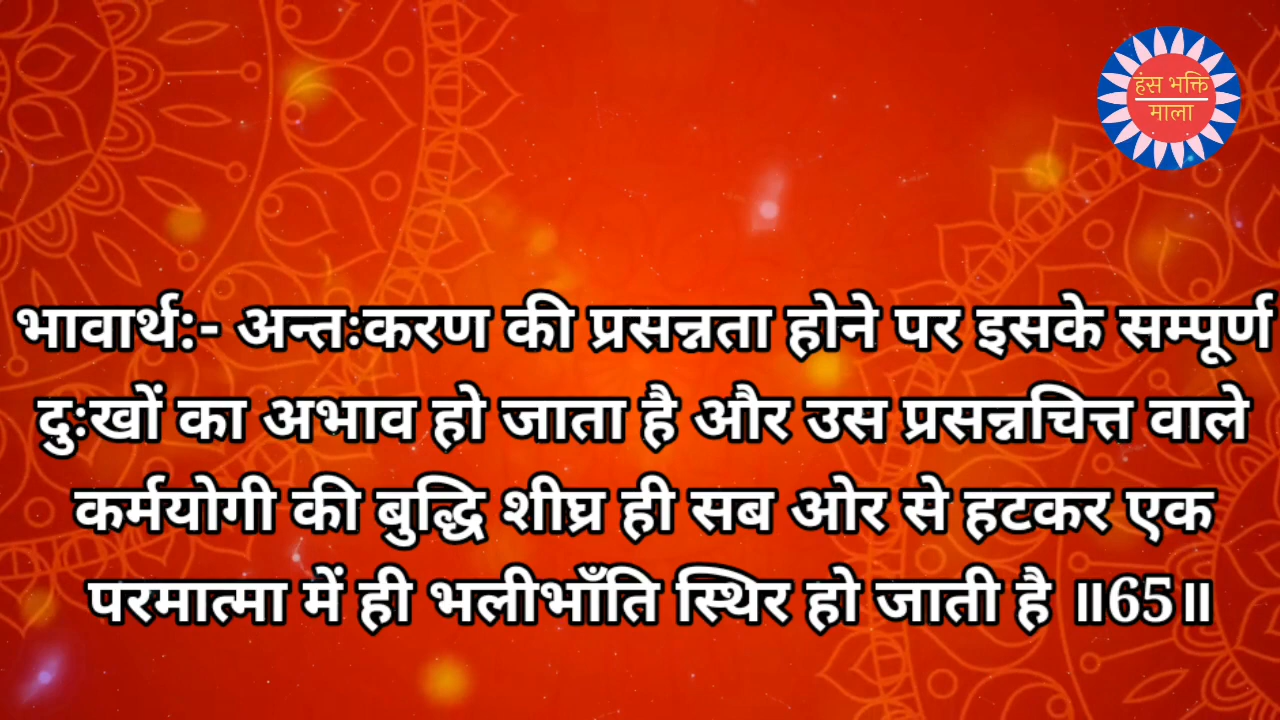 हंस भक्ति
माला
भावार्थ:- अन्तःकरण की प्रसन्नता होने पर इसके सम्पूर्ण
दुःखों का अभाव हो जाता है और उस प्रसन्नचित्त वाले
कर्मयोगी की बुद्धि शीघ्र ही सब ओर से हटकर एक
परमात्मा में ही भलीभाँति स्थिर हो जाती है ॥65॥